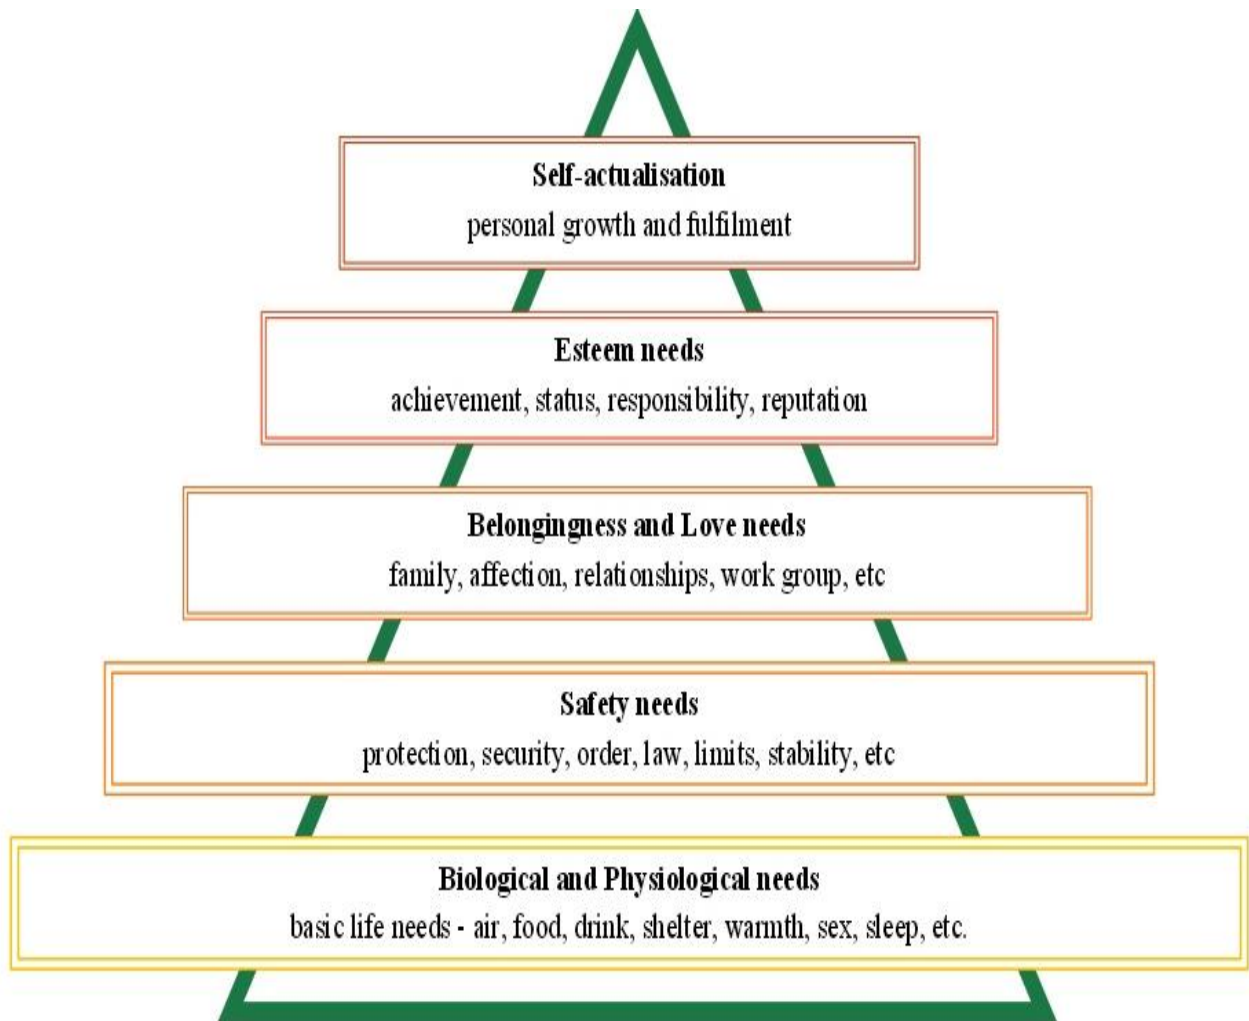 Self-actualisation
personal growth and fulfilment
Esteem needs
achievement, status, responsibility, reputation
Belongingness and Love needs
family, affection, relationships, work group, etc
Safety needs
protection, security, order, law, limits, stability, etc
Biological and Physiological needs
basic life needs - air, food, drink, shelter, warmth, sex, sleep, etc.